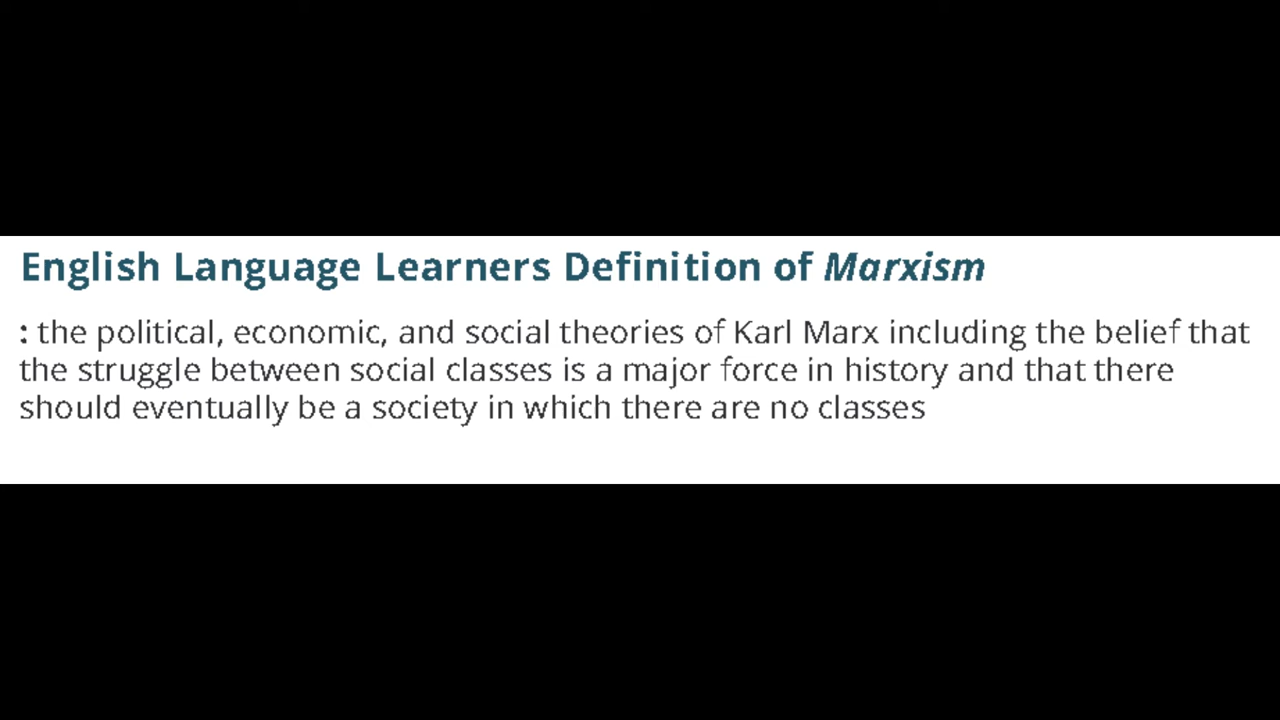 English Language Learners Definition of Marxism
: the political, economic, and social theories of Karl Marx including the belief that
the struggle between social classes is a major force in history and that there
should eventually be a society in which there are no classes